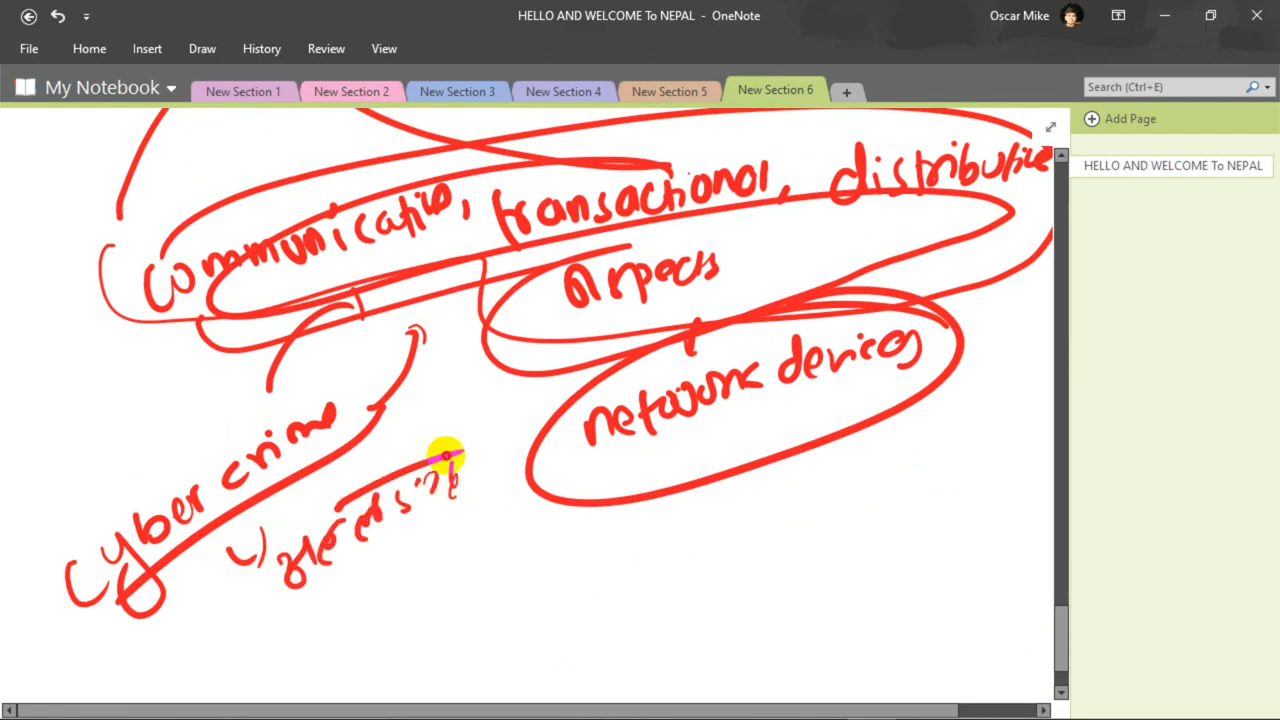 HELLO AND WELCOME To NEPAL - OneNote
Oscar Mike
File Home Insert Draw History Review View
My Notebook New Section 1 New Section 2 New Section 3 New Section 4 New Section 5 New Section 6
Search (Ctrl+E)
Add Page
HELLO AND WELCOME To NEPAL
Communicative, transactional, distributive
Aspects
network devices
Cyber crime